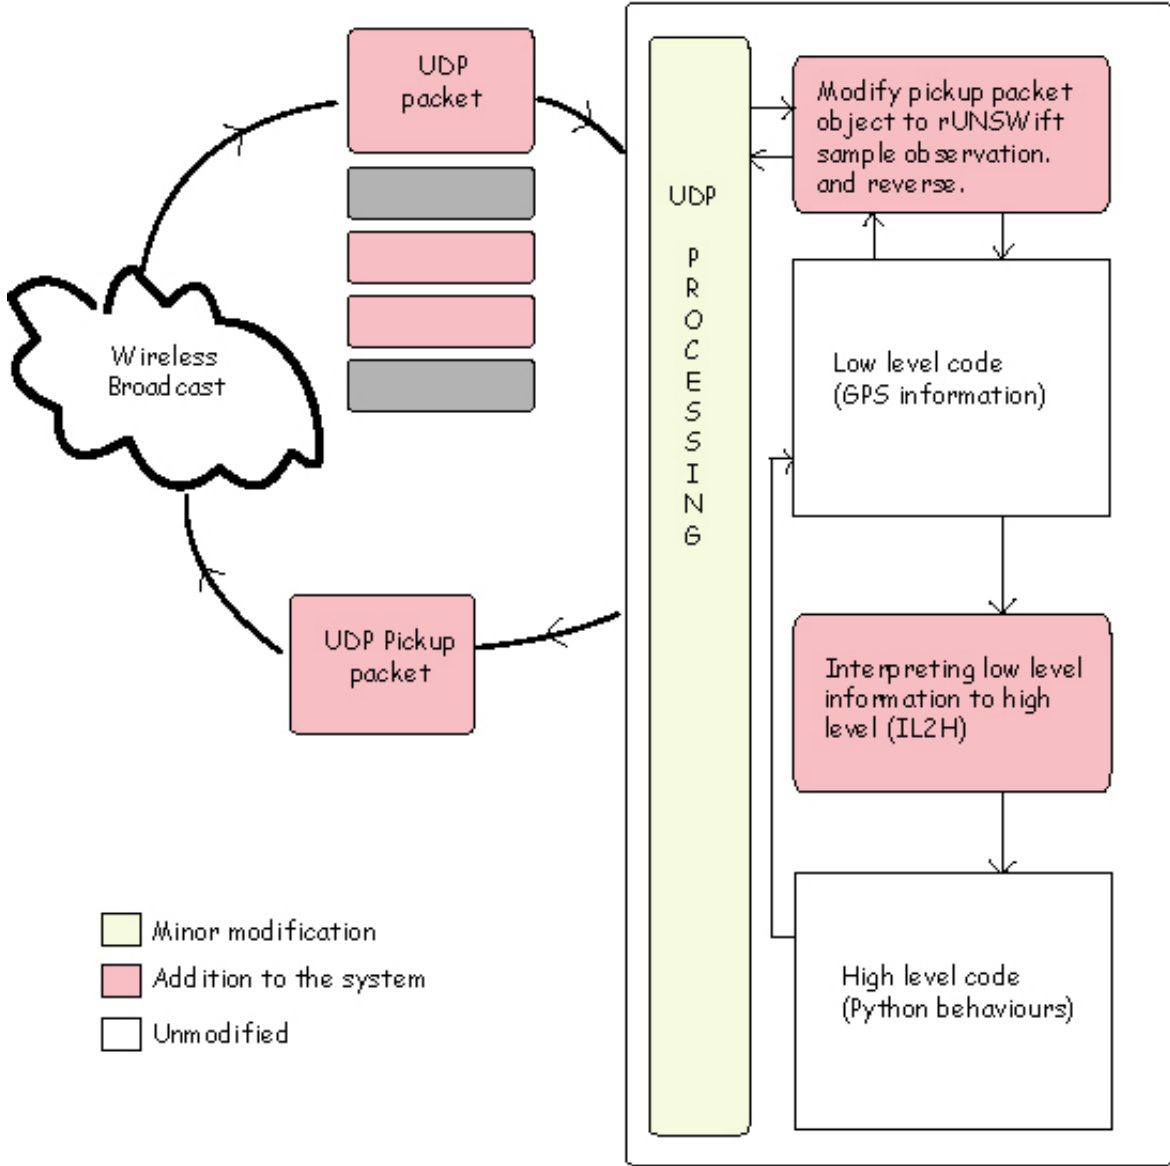 UDP
packet
Wireless
Broadcast
UDP Pickup
packet
UDP
P
R
O
C
E
S
S
I
N
G
Modify pickup packet
object to rUNSWift
sample observation.
and reverse.
Low level code
(GPS information)
Interpreting low level
information to high
level (IL2H)
High level code
(Python behaviours)
Minor modification
Addition to the system
Unmodified